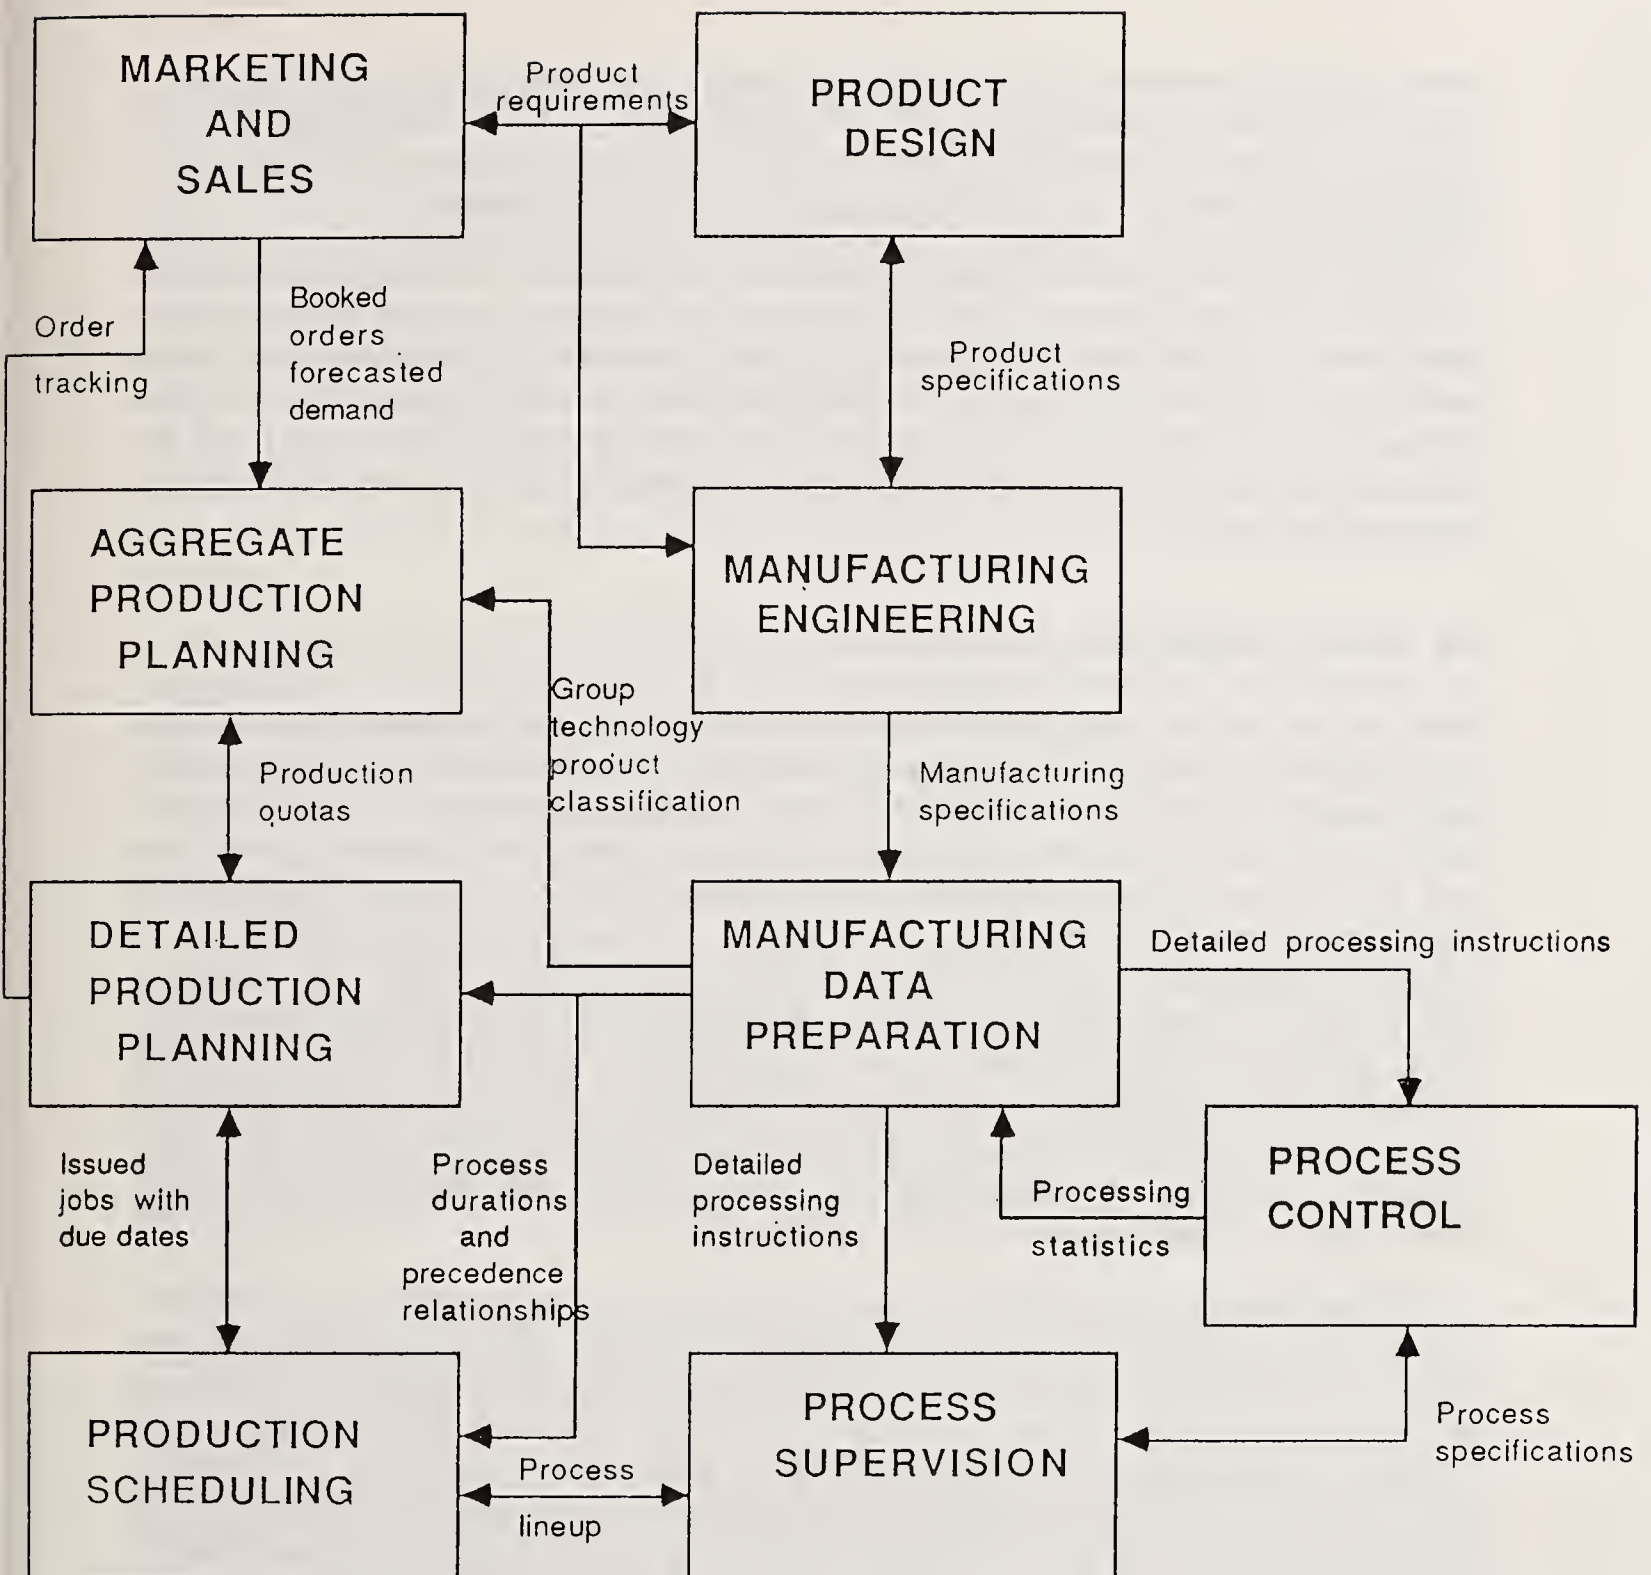 MARKETING
AND
SALES
Product
requirements
PRODUCT
DESIGN
Order
tracking
Booked
orders
forecasted
demand
Product
specifications
AGGREGATE
PRODUCTION
PLANNING
MANUFACTURING
ENGINEERING
Group
technology
product
classification
Production
quotas
Manufacturing
specifications
DETAILED
PRODUCTION
PLANNING
MANUFACTURING
DATA
PREPARATION
Detailed processing instructions
Issued
jobs with
due dates
Process
durations
and
precedence
relationships
Detailed
processing
instructions
Processing
statistics
PROCESS
CONTROL
PRODUCTION
SCHEDULING
Process
lineup
PROCESS
SUPERVISION
Process
specifications